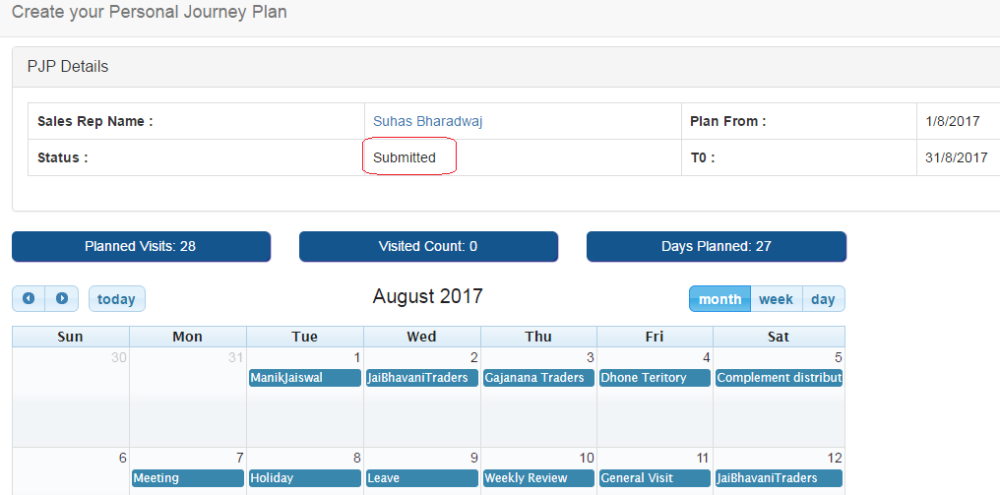 Create your Personal Journey Plan
PJP Details
Sales Rep Name : Suhas Bharadwaj Plan From : 1/8/2017
Status : Submitted T0 : 31/8/2017
Planned Visits: 28 Visited Count: 0 Days Planned: 27
today August 2017 month week day
Sun Mon Tue Wed Thu Fri Sat
30 31 1 2 3 4 5
ManikJaiswal JaiBhavaniTraders Gajanana Traders Dhone Teritory Complement distribut
6 7 8 9 10 11 12
Meeting Holiday Leave Weekly Review General Visit JaiBhavaniTraders